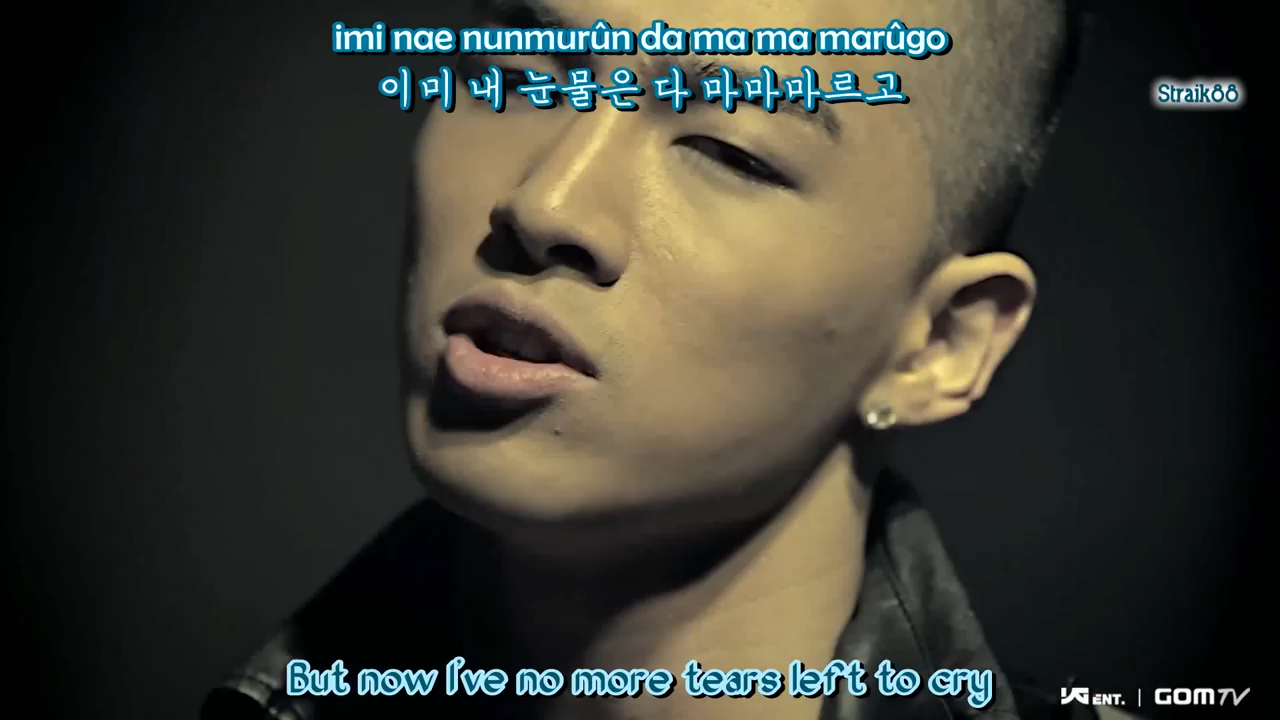 imi nae nunmurûn da ma ma marûgo
이미 내 눈물은 다 마마마르고
Straik88
But now I've no more tears left to cry
YG ENT. | GOMTV